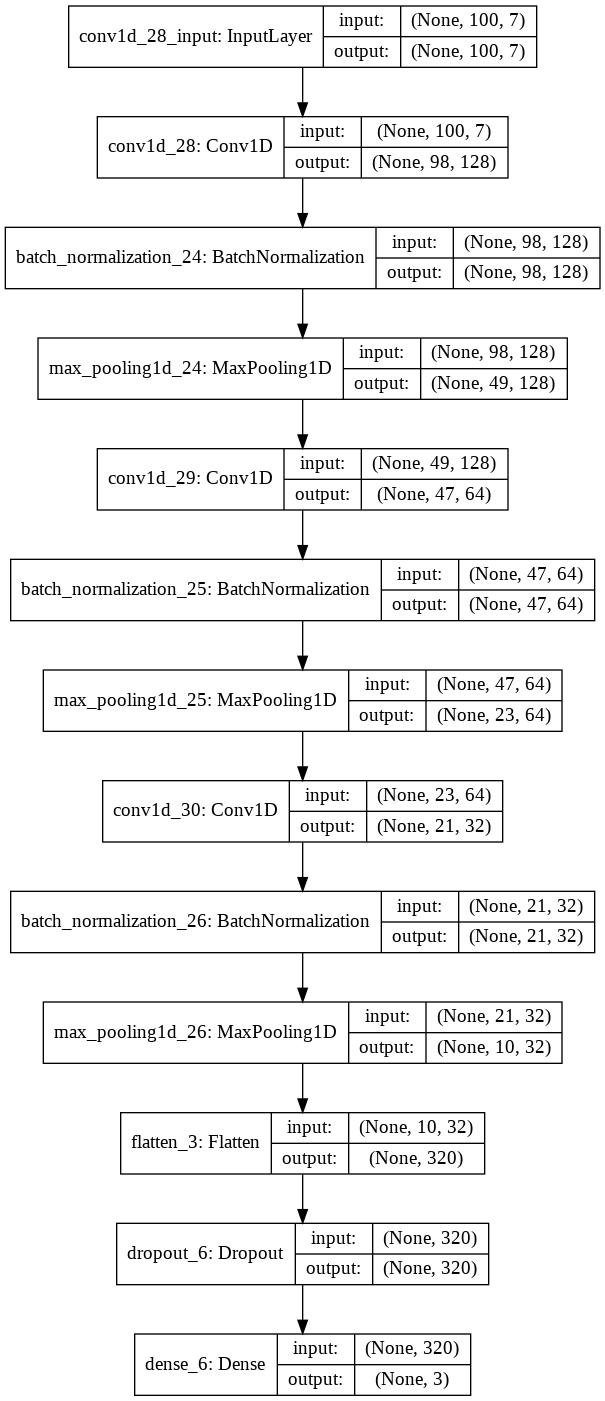 conv1d_28_input: InputLayer
input: (None, 100, 7)
output: (None, 100, 7)
conv1d_28: Conv1D
input: (None, 100, 7)
output: (None, 98, 128)
batch_normalization_24: BatchNormalization
input: (None, 98, 128)
output: (None, 98, 128)
max_pooling1d_24: MaxPooling1D
input: (None, 98, 128)
output: (None, 49, 128)
conv1d_29: Conv1D
input: (None, 49, 128)
output: (None, 47, 64)
batch_normalization_25: BatchNormalization
input: (None, 47, 64)
output: (None, 47, 64)
max_pooling1d_25: MaxPooling1D
input: (None, 47, 64)
output: (None, 23, 64)
conv1d_30: Conv1D
input: (None, 23, 64)
output: (None, 21, 32)
batch_normalization_26: BatchNormalization
input: (None, 21, 32)
output: (None, 21, 32)
max_pooling1d_26: MaxPooling1D
input: (None, 21, 32)
output: (None, 10, 32)
flatten_3: Flatten
input: (None, 10, 32)
output: (None, 320)
dropout_6: Dropout
input: (None, 320)
output: (None, 320)
dense_6: Dense
input: (None, 320)
output: (None, 3)